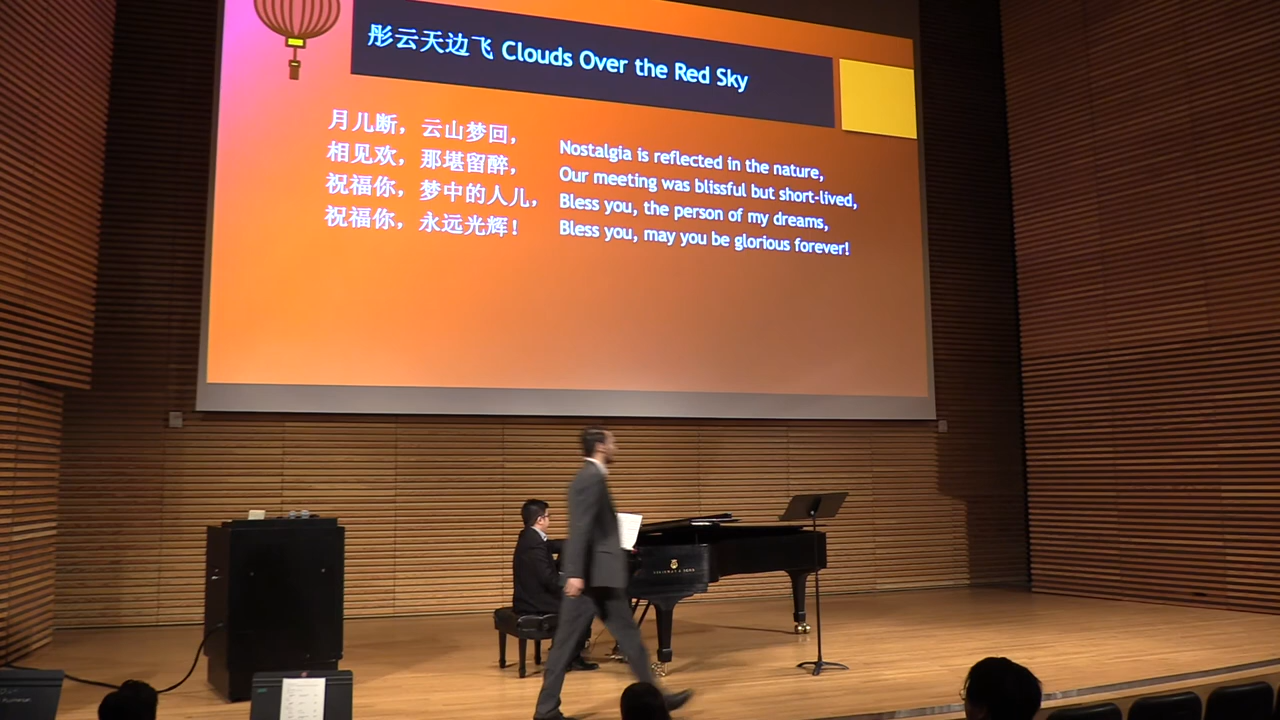 彤云天边飞 Clouds Over the Red Sky
月儿断，云山梦回，
相见欢，那堪留醉，
祝福你，梦中的人儿，
祝福你，永远光辉！
Nostalgia is reflected in the nature,
Our meeting was blissful but short-lived,
Bless you, the person of my dreams,
Bless you, may you be glorious forever!
STEINWAY & SONS